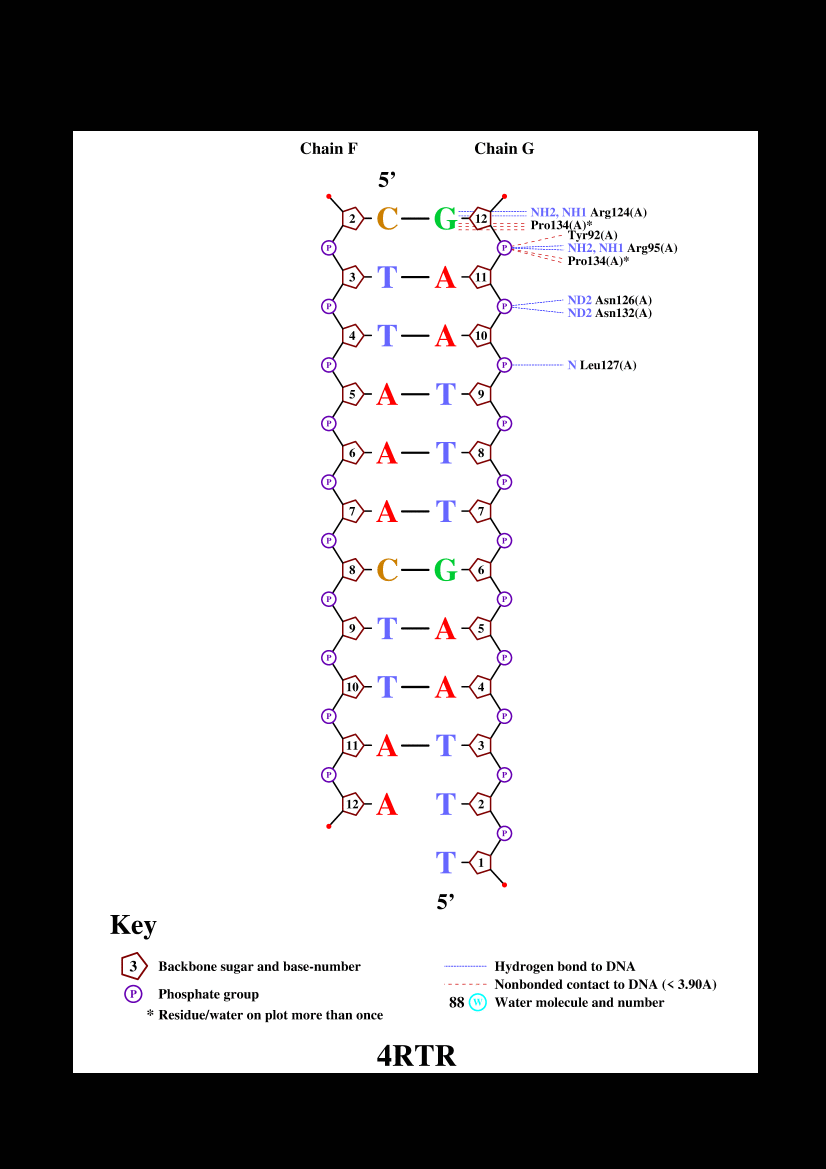 Chain F Chain G
5’
2 C G 12 NH2, NH1 Arg124(A)
Pro134(A)*
Tyr92(A)
P P NH2, NH1 Arg95(A)
Pro134(A)*
3 T A 11
ND2 Asn126(A)
P P
ND2 Asn132(A)
4 T A 10
P P N Leu127(A)
5 A T 9
P P
6 A T 8
P P
7 A T 7
P P
8 C G 6
P P
9 T A 5
P P
10 T A 4
P P
11 A T 3
P P
12 A T 2
P
T 1
5’
Key
3 Backbone sugar and base-number
P Phosphate group
* Residue/water on plot more than once
Hydrogen bond to DNA
Nonbonded contact to DNA (< 3.90A)
88 W Water molecule and number
4RTR